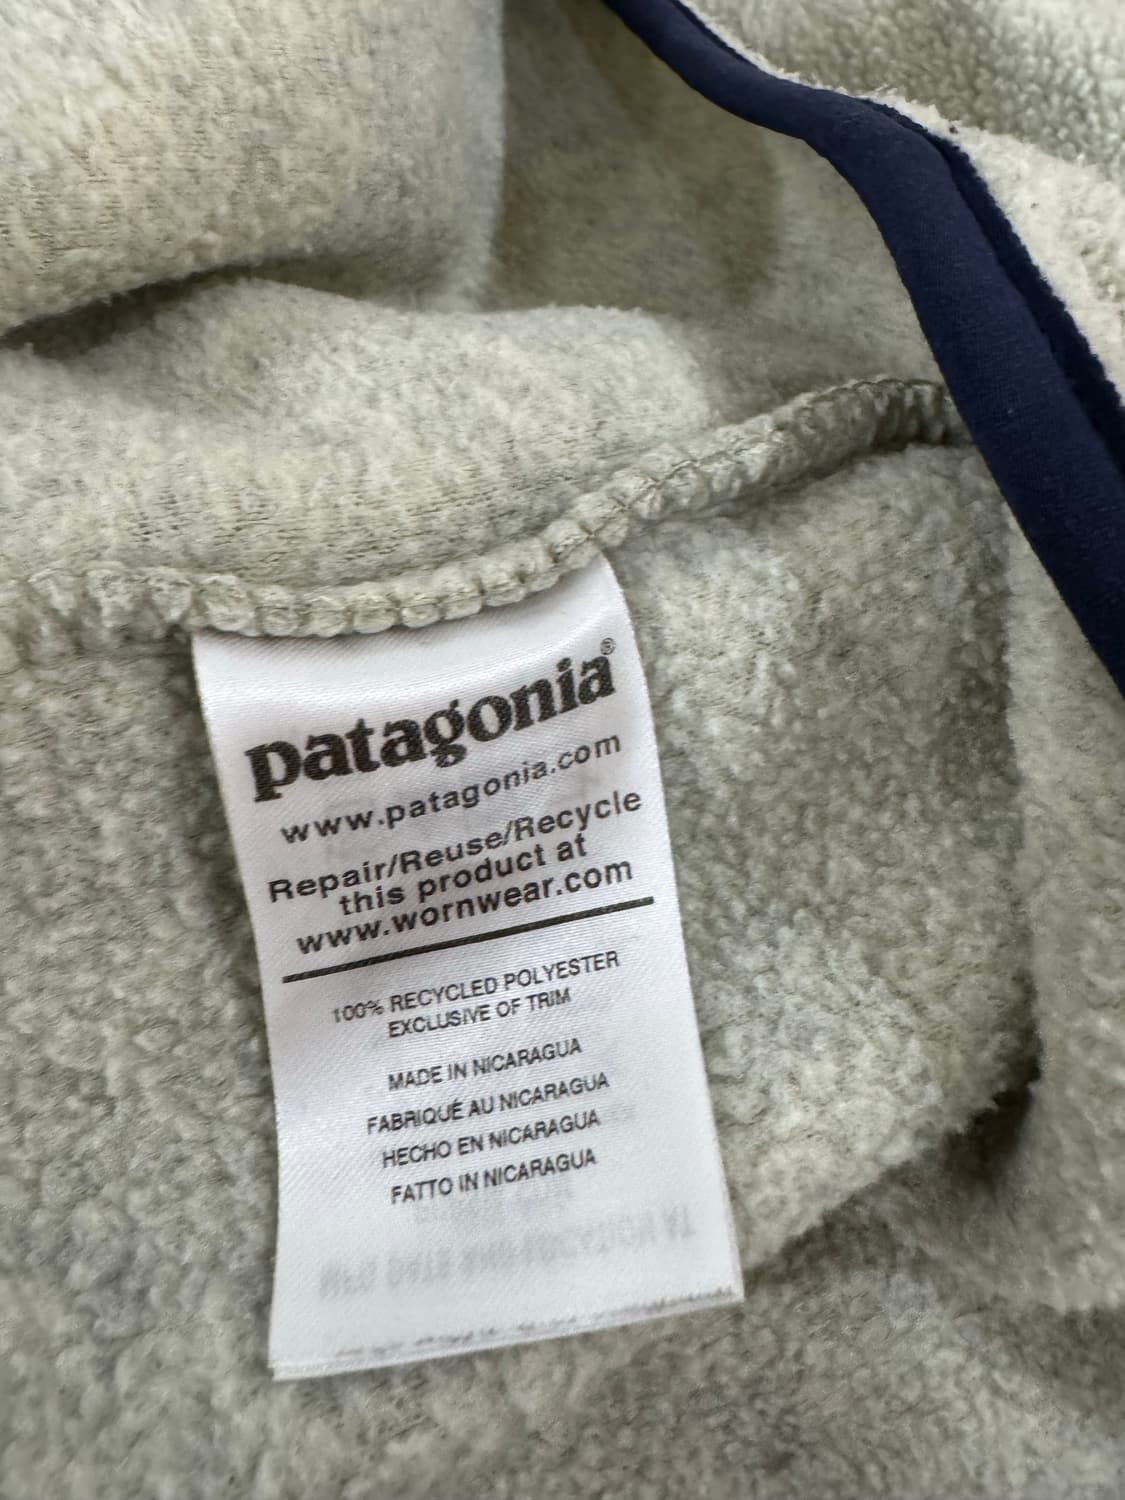 patagonia®
www.patagonia.com
Repair/Reuse/Recycle
this product at
www.wornwear.com
100% RECYCLED POLYESTER
EXCLUSIVE OF TRIM
MADE IN NICARAGUA
FABRIQUÉ AU NICARAGUA
HECHO EN NICARAGUA
FATTO IN NICARAGUA